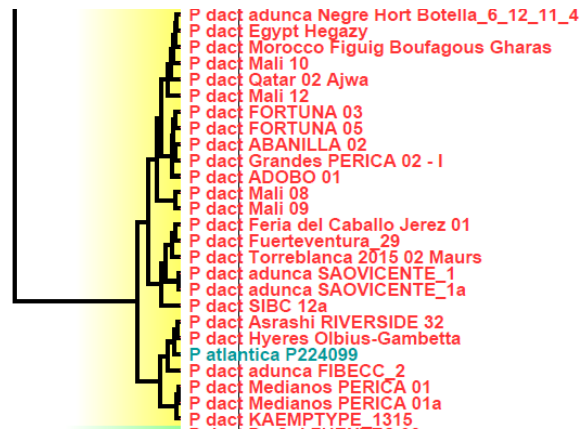 P dact adunca Negre Hort Botella_6_12_11_4
P dact Egypt Hegazy
P dact Morocco Figuig Boufagous Gharas
P dact Mali 10
P dact Qatar 02 Ajwa
P dact Mali 12
P dact FORTUNA 03
P dact FORTUNA 05
P dact ABANILLA 02
P dact Grandes PERICA 02 - I
P dact ADOBO 01
P dact Mali 08
P dact Mali 09
P dact Feria del Caballo Jerez 01
P dact Fuerteventura_29
P dact Torreblanca 2015 02 Maurs
P dact adunca SAOVICENTE_1
P dact adunca SAOVICENTE_1a
P dact SIBC 12a
P dact Asrashi RIVERSIDE 32
P dact Hyeres Olbius-Gambetta
P atlantica P224099
P dact adunca FIBECC_2
P dact Medianos PERICA 01
P dact Medianos PERICA 01a
P dact KAEMPTYPE_1315